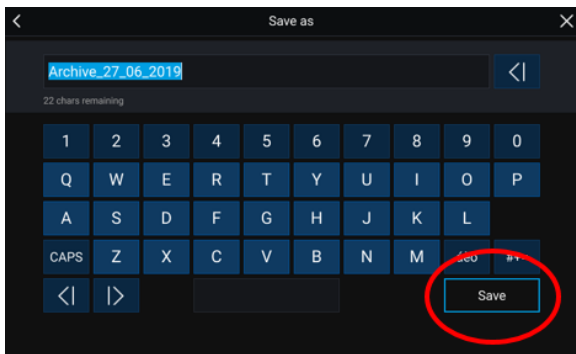 Save as
Archive_27_06_2019
22 chars remaining
1 2 3 4 5 6 7 8 9 0
Q W E R T Y U I O P
A S D F G H J K L
CAPS Z X C V B N M
Save